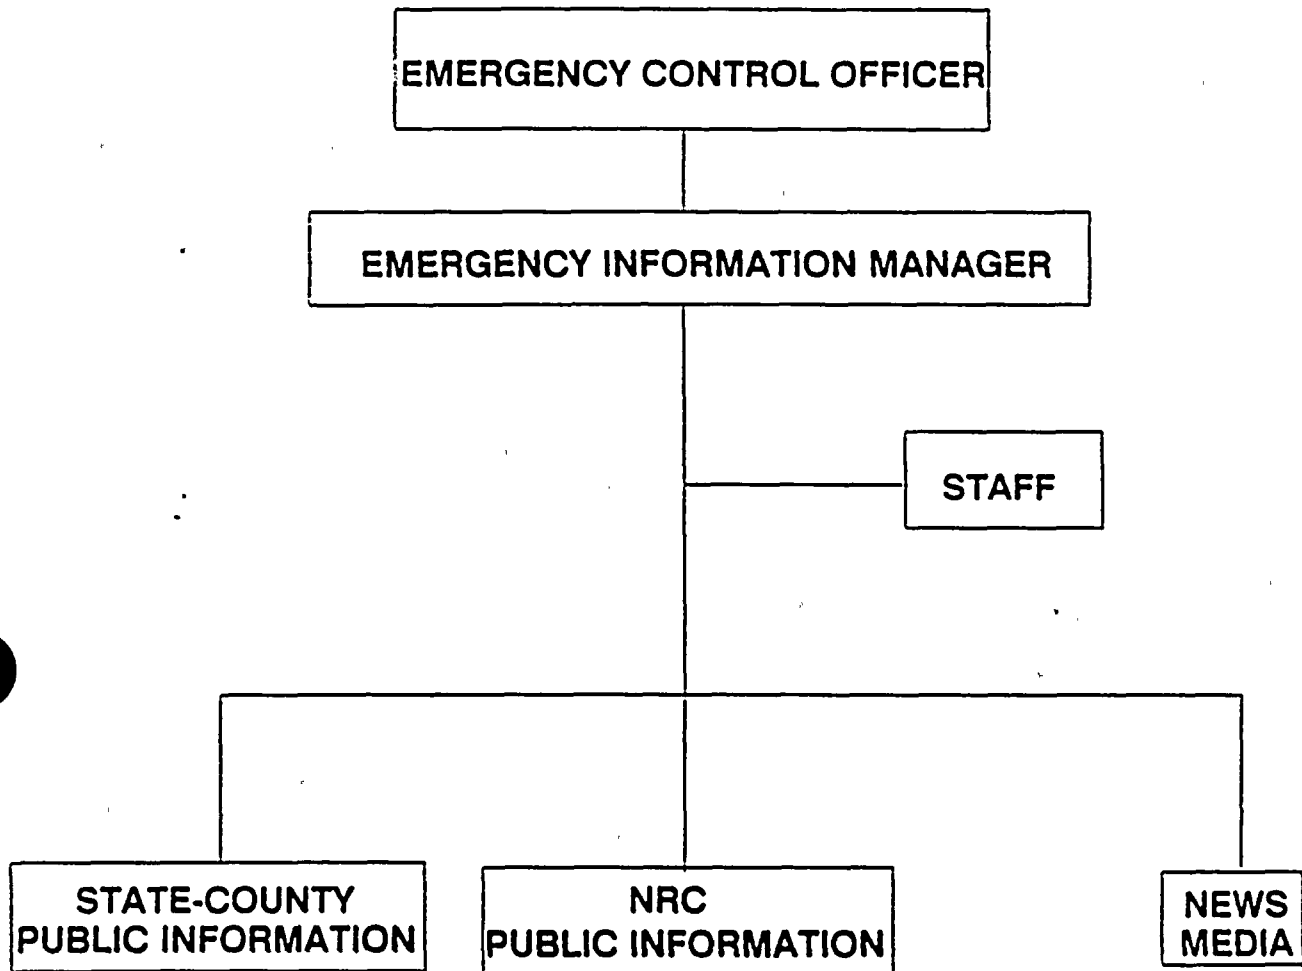 EMERGENCY CONTROL OFFICER
EMERGENCY INFORMATION MANAGER
STAFF
STATE-COUNTY
PUBLIC INFORMATION
NRC
PUBLIC INFORMATION
NEWS
MEDIA